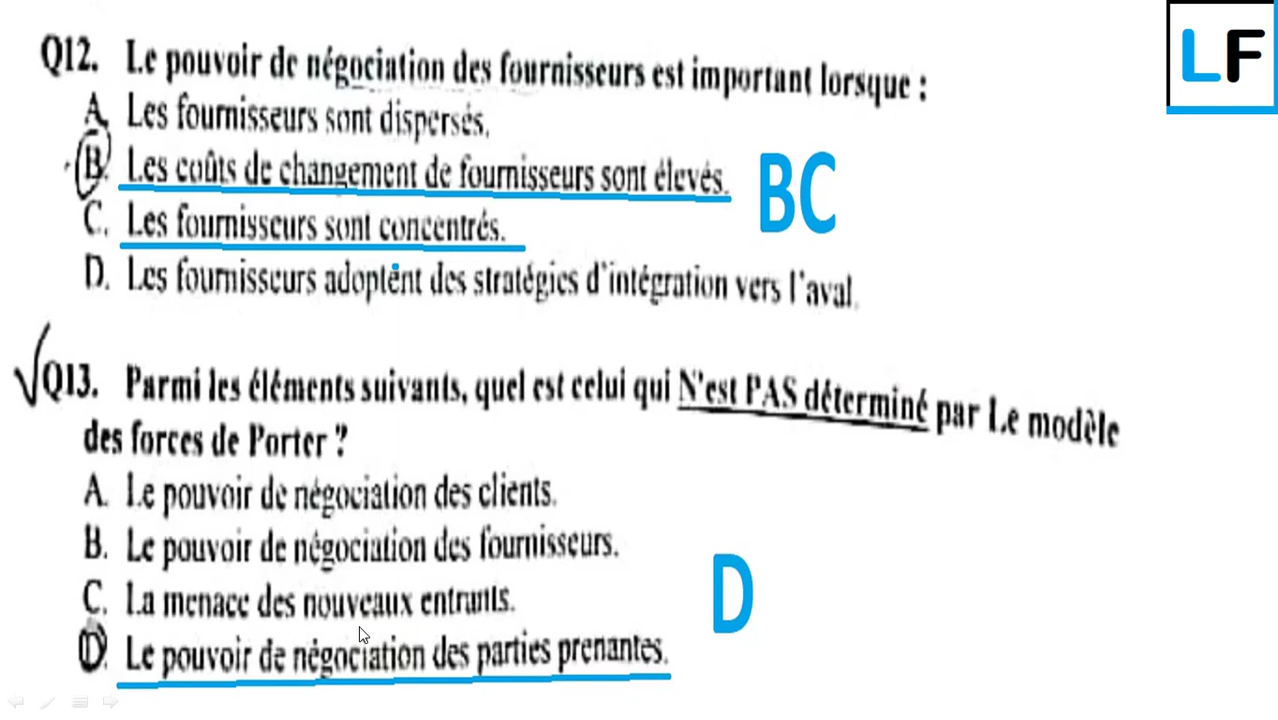 LF
Q12. Le pouvoir de négociation des fournisseurs est important lorsque :
A. Les fournisseurs sont dispersés.
B. Les coûts de changement de fournisseurs sont élevés.
BC
C. Les fournisseurs sont concentrés.
D. Les fournisseurs adoptent des stratégies d'intégration vers l'aval.
Q13. Parmi les éléments suivants, quel est celui qui N'est PAS déterminé par Le modèle
des forces de Porter ?
A. Le pouvoir de négociation des clients.
B. Le pouvoir de négociation des fournisseurs.
C. La menace des nouveaux entrants.
D
D. Le pouvoir de négociation des parties prenantes.